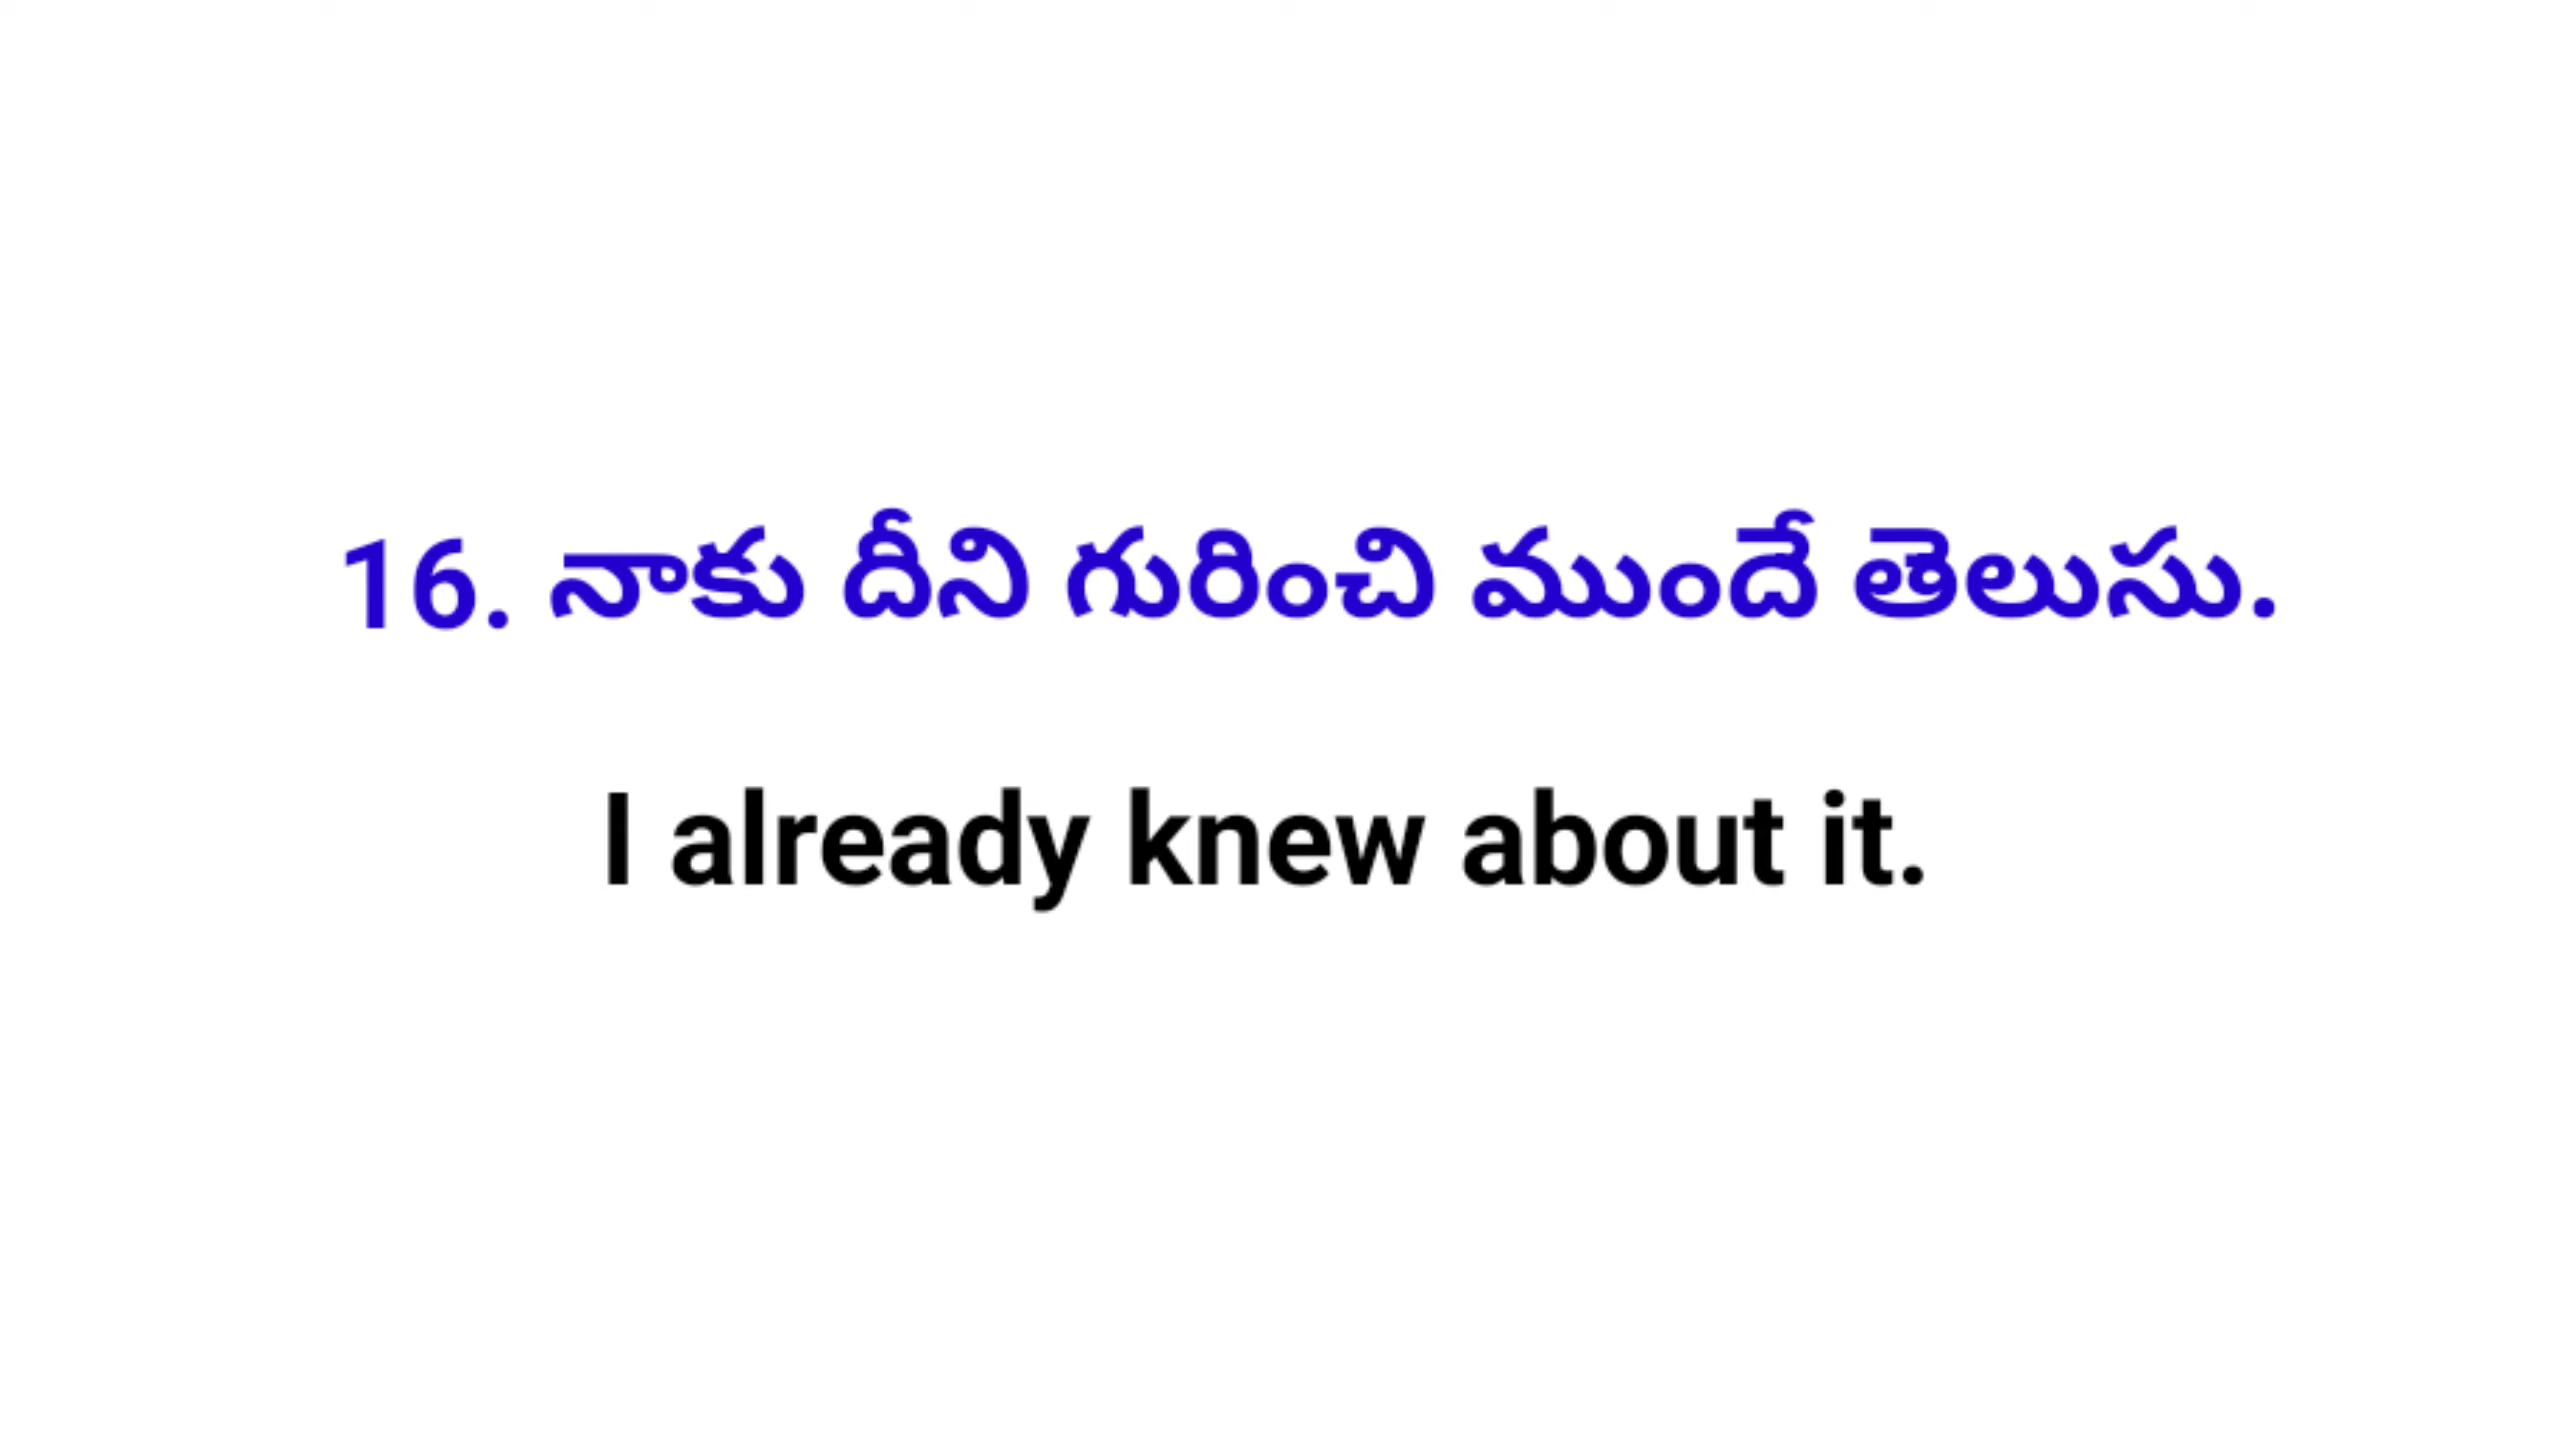 16. నాకు దీని గురించి ముందే తెలుసు.
I already knew about it.